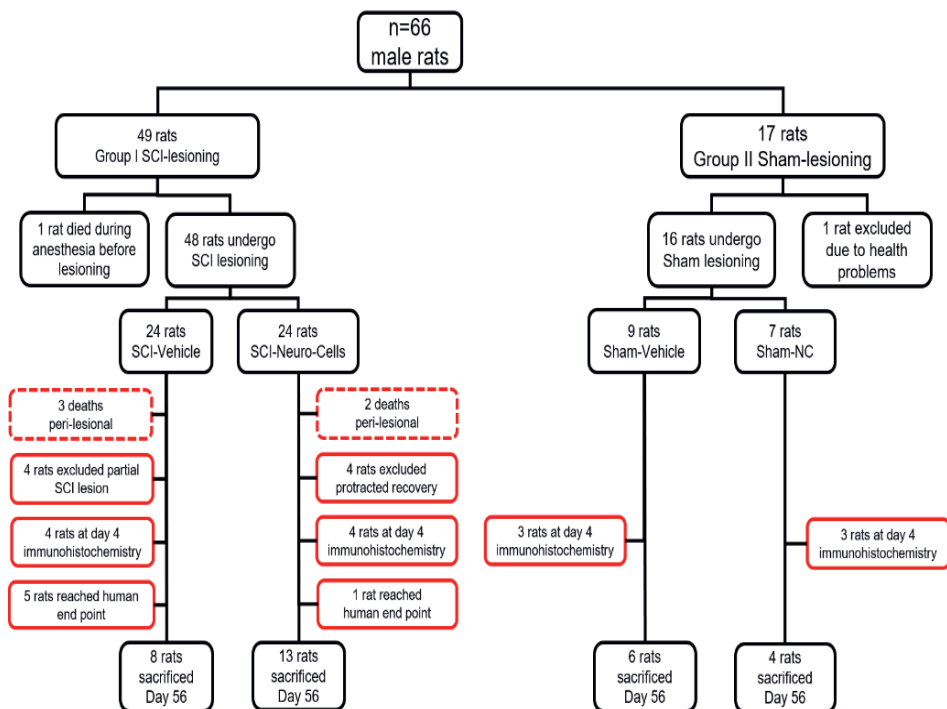 n=66
male rats
49 rats
Group I SCI-lesioning
17 rats
Group II Sham-lesioning
1 rat died during
anesthesia before
lesioning
48 rats undergo
SCI lesioning
16 rats undergo
Sham lesioning
1 rat excluded
due to health
problems
24 rats
SCI-Vehicle
24 rats
SCI-Neuro-Cells
9 rats
Sham-Vehicle
7 rats
Sham-NC
3 deaths
peri-lesional
2 deaths
peri-lesional
4 rats excluded partial
SCI lesion
4 rats excluded
protracted recovery
4 rats at day 4
immunohistochemistry
4 rats at day 4
immunohistochemistry
3 rats at day 4
immunohistochemistry
3 rats at day 4
immunohistochemistry
5 rats reached human
end point
1 rat reached
human end point
8 rats
sacrificed
Day 56
13 rats
sacrificed
Day 56
6 rats
sacrificed
Day 56
4 rats
sacrificed
Day 56